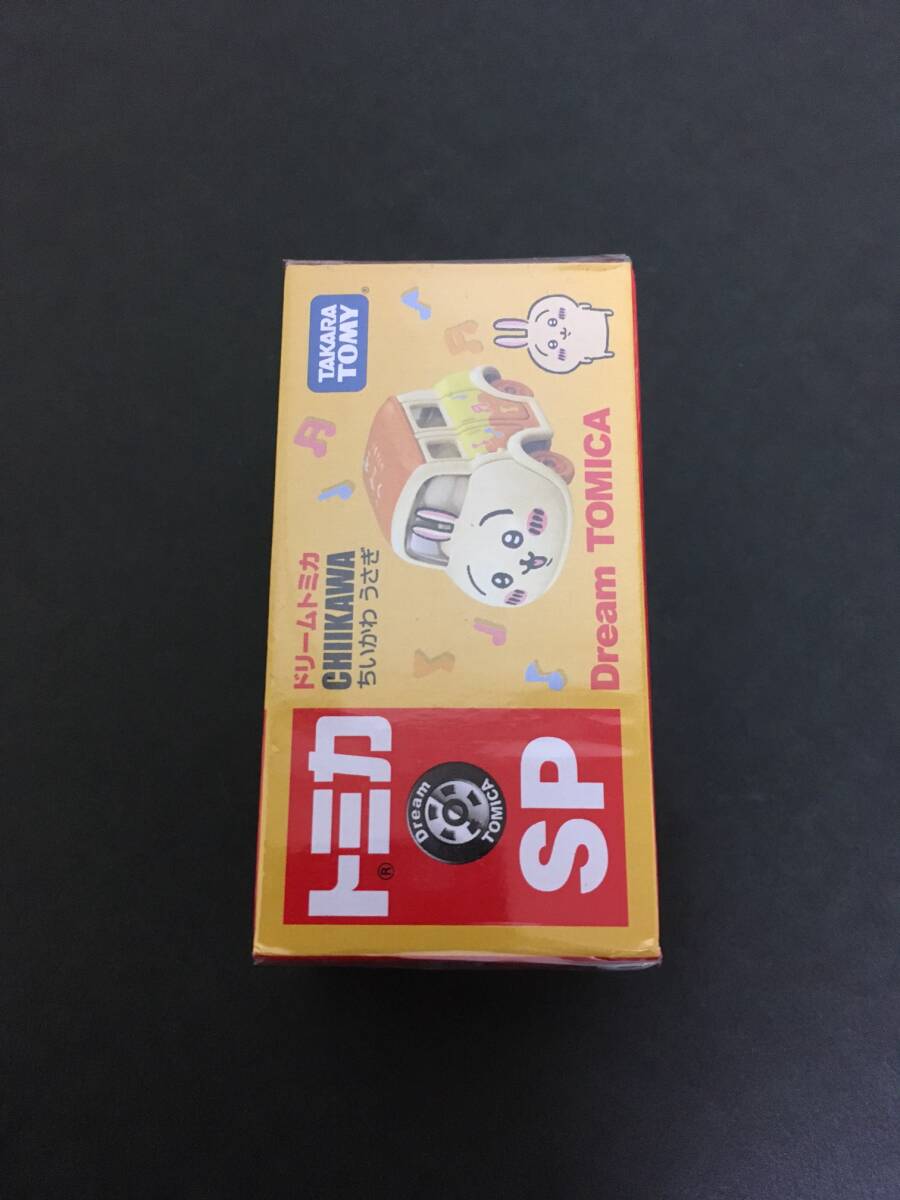 トミカ®
Dream
TOMICA
SP
ドリームトミカ
CHIIKAWA
ちいかわ うさぎ
TAKARA
TOMY®
Dream TOMICA